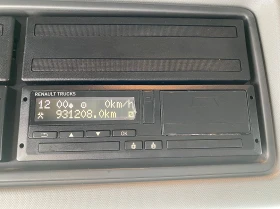 RENAULT TRUCKS
12 00 0km/h
931208.0km
OK